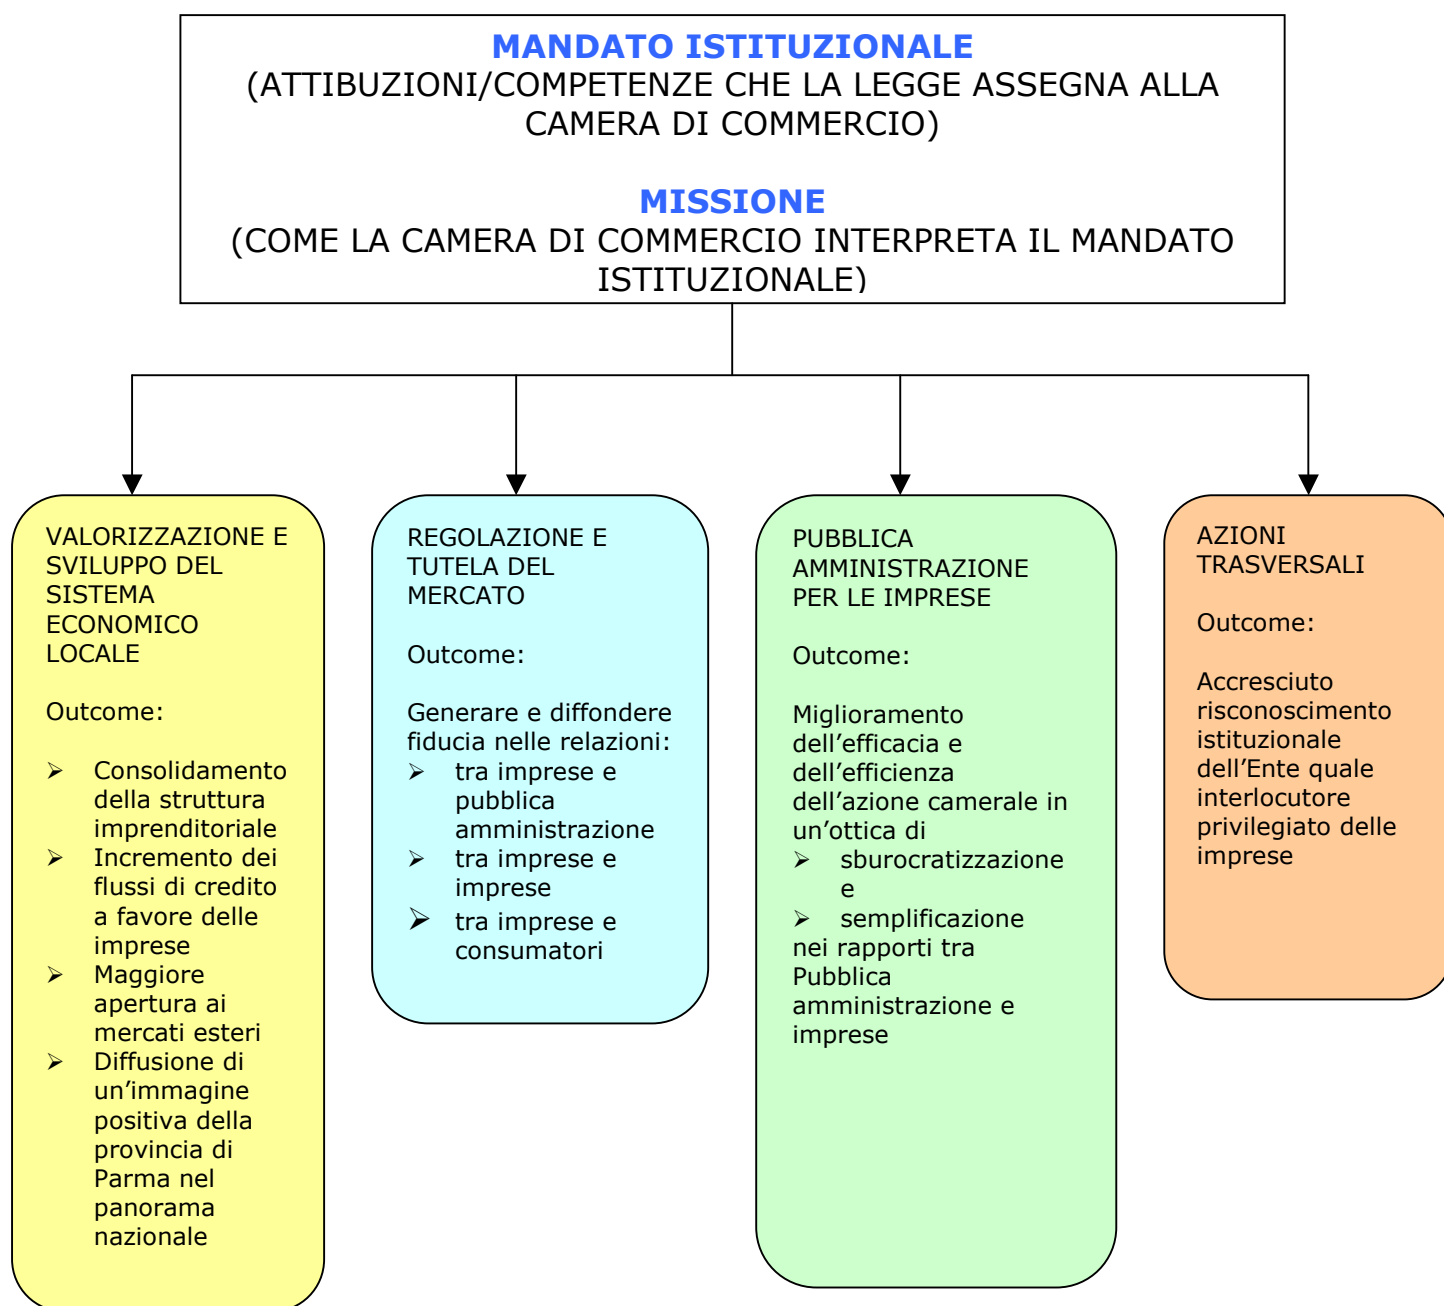 MANDATO ISTITUZIONALE
(ATTIBUZIONI/COMPETENZE CHE LA LEGGE ASSEGNA ALLA
CAMERA DI COMMERCIO)
MISSIONE
(COME LA CAMERA DI COMMERCIO INTERPRETA IL MANDATO
ISTITUZIONALE)
VALORIZZAZIONE E
SVILUPPO DEL
SISTEMA
ECONOMICO
LOCALE
Outcome:
➢ Consolidamento
della struttura
imprenditoriale
➢ Incremento dei
flussi di credito
a favore delle
imprese
➢ Maggiore
apertura ai
mercati esteri
➢ Diffusione di
un’immagine
positiva della
provincia di
Parma nel
panorama
nazionale
REGOLAZIONE E
TUTELA DEL
MERCATO
Outcome:
Generare e diffondere
fiducia nelle relazioni:
➢ tra imprese e
pubblica
amministrazione
➢ tra imprese e
imprese
➢ tra imprese e
consumatori
PUBBLICA
AMMINISTRAZIONE
PER LE IMPRESE
Outcome:
Miglioramento
dell’efficacia e
dell’efficienza
dell’azione camerale in
un’ottica di
➢ sburocratizzazione
e
➢ semplificazione
nei rapporti tra
Pubblica
amministrazione e
imprese
AZIONI
TRASVERSALI
Outcome:
Accresciuto
risconoscimento
istituzionale
dell’Ente quale
interlocutore
privilegiato delle
imprese